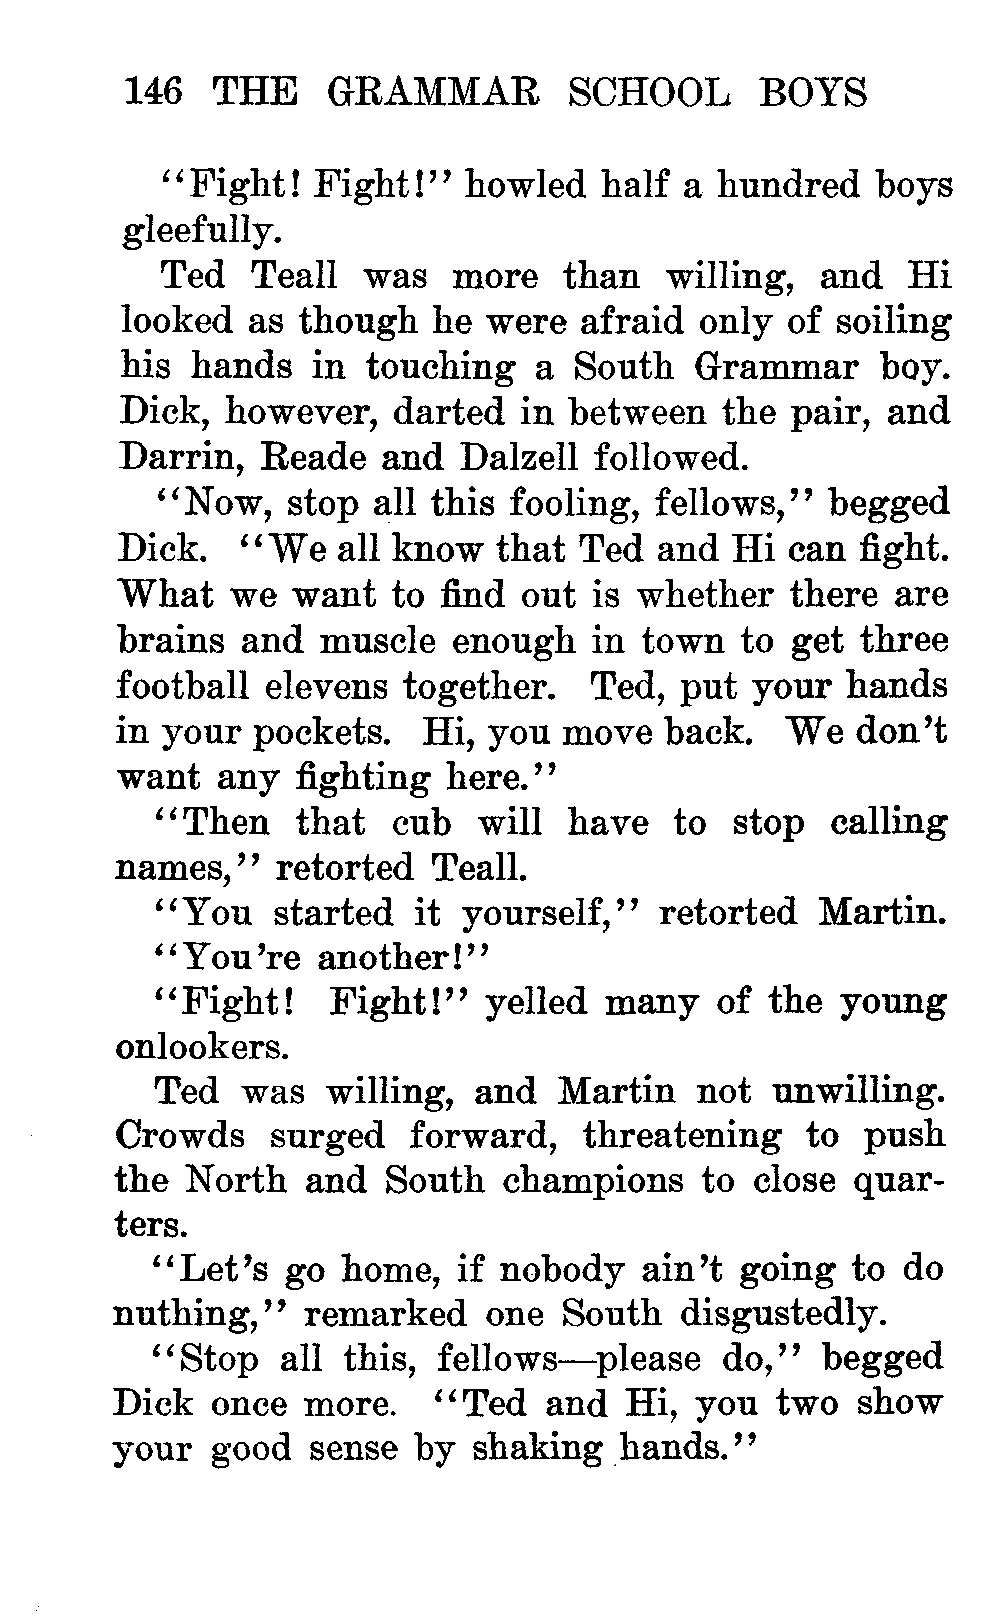 146 THE GRAMMAR SCHOOL BOYS
“Fight! Fight!” howled half a hundred boys
gleefully.
Ted Teall was more than willing, and Hi
looked as though he were afraid only of soiling
his hands in touching a South Grammar boy.
Dick, however, darted in between the pair, and
Darrin, Reade and Dalzell followed.
“Now, stop all this fooling, fellows,” begged
Dick. “We all know that Ted and Hi can fight.
What we want to find out is whether there are
brains and muscle enough in town to get three
football elevens together. Ted, put your hands
in your pockets. Hi, you move back. We don’t
want any fighting here.”
“Then that cub will have to stop calling
names,” retorted Teall.
“You started it yourself,” retorted Martin.
“You’re another!”
“Fight! Fight!” yelled many of the young
onlookers.
Ted was willing, and Martin not unwilling.
Crowds surged forward, threatening to push
the North and South champions to close quar-
ters.
“Let’s go home, if nobody ain’t going to do
nuthing,” remarked one South disgustedly.
“Stop all this, fellows—please do,” begged
Dick once more. “Ted and Hi, you two show
your good sense by shaking hands.”